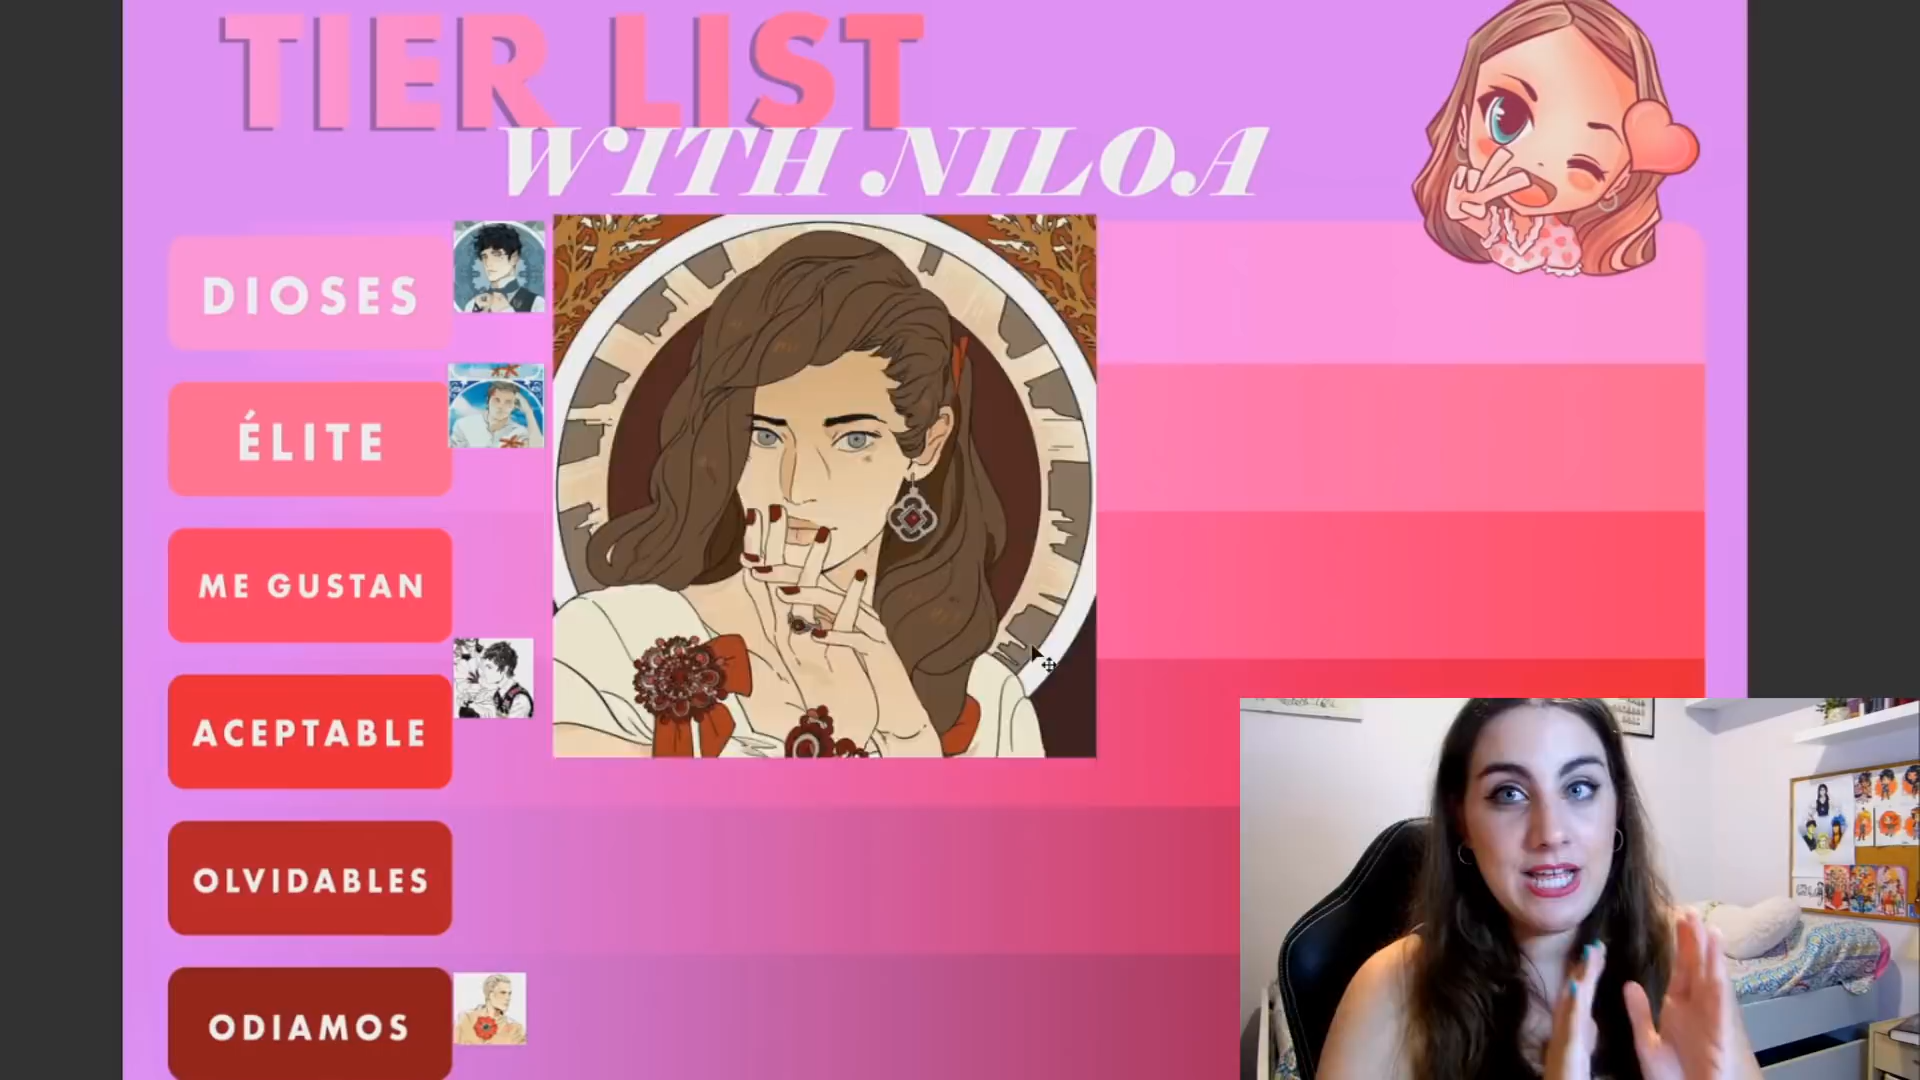 TIER LIST
WITH NILOA
DIOSES
ÉLITE
ME GUSTAN
ACEPTABLE
OLVIDABLES
ODIAMOS